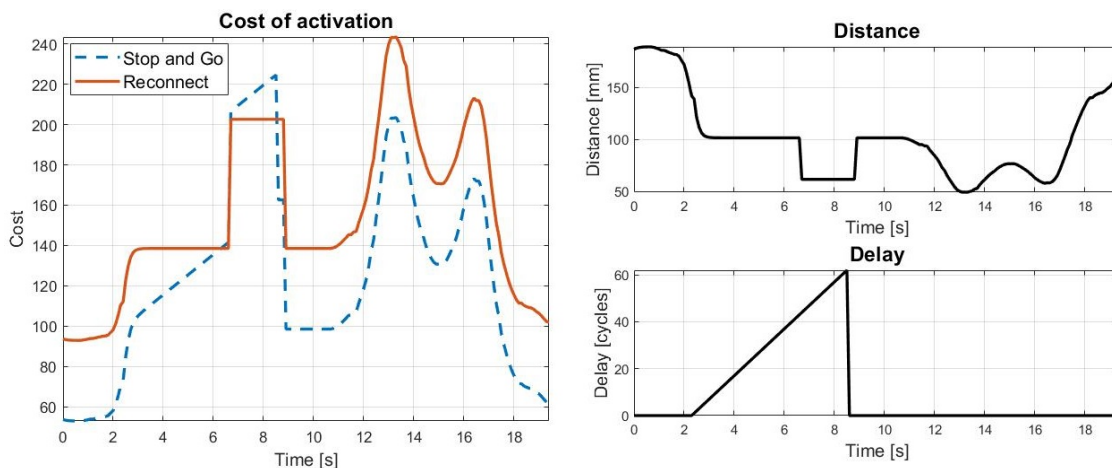 Cost of activation
Stop and Go
Reconnect
240
220
200
180
160
140
120
100
80
60
Cost
0 2 4 6 8 10 12 14 16 18
Time [s]
Distance
150
100
50
Distance [mm]
0 2 4 6 8 10 12 14 16 18
Time [s]
Delay
60
40
20
0
Delay [cycles]
0 2 4 6 8 10 12 14 16 18
Time [s]